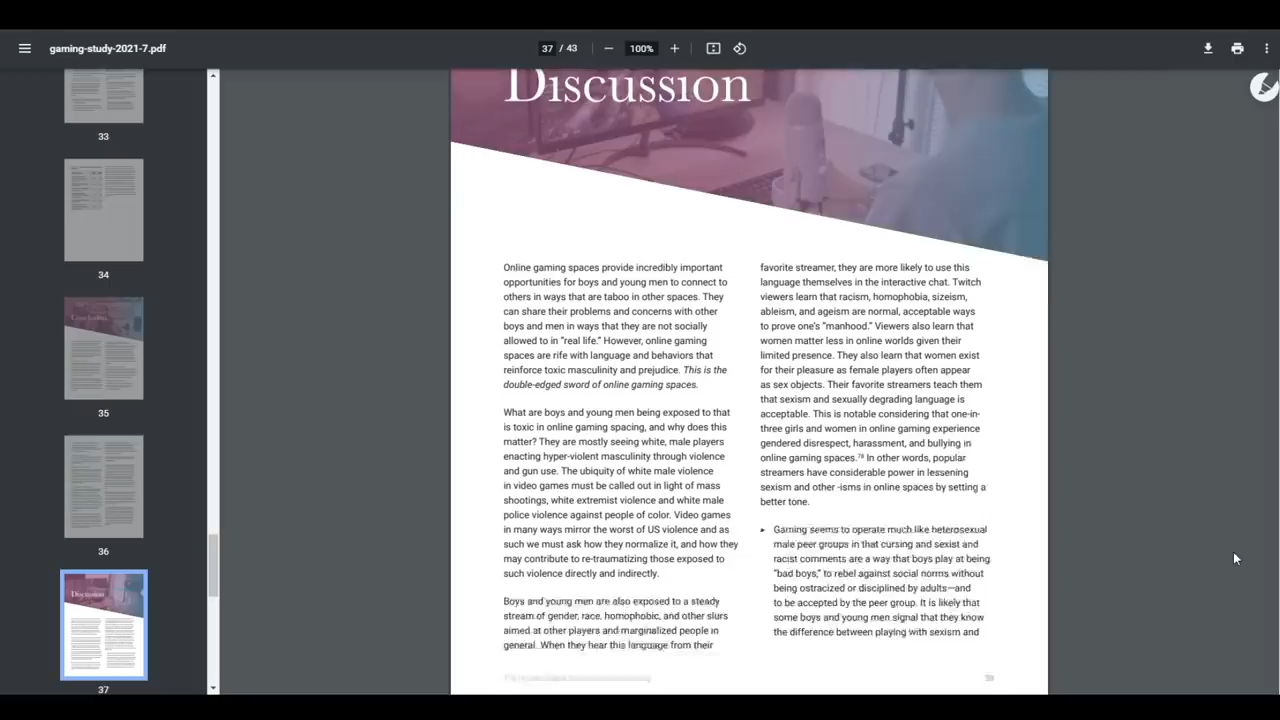 gaming-study-2021-7.pdf
37 / 43
100%
33
34
35
36
37
Discussion
Online gaming spaces provide incredibly important
opportunities for boys and young men to connect to
others in ways that are taboo in other spaces. They
can share their problems and concerns with other
boys and men in ways that they are not socially
allowed to in "real life." However, online gaming
spaces are rife with language and behaviors that
reinforce toxic masculinity and prejudice. This is the
double-edged sword of online gaming spaces.
What are boys and young men being exposed to that
is toxic in online gaming spacing, and why does this
matter? They are mostly seeing white, male players
enacting hyper-violent masculinity through violence
and gun use. The ubiquity of white male violence
in video games must be called out in light of mass
shootings, white extremist violence and white male
police violence against people of color. Video games
in many ways mirror the worst of US violence and as
such we must ask how they normalize it, and how they
may contribute to re-traumatizing those exposed to
such violence directly and indirectly.
Boys and young men are also exposed to a steady
stream of gender, race, homophobic, and other slurs
aimed at other players and marginalized people in
general. When they hear this language from their
favorite streamer, they are more likely to use this
language themselves in the interactive chat. Twitch
viewers learn that racism, homophobia, sizeism,
ableism, and ageism are normal, acceptable ways
to prove one's "manhood." Viewers also learn that
women matter less in online worlds given their
limited presence. They also learn that women exist
for their pleasure as female players often appear
as sex objects. Their favorite streamers teach them
that sexism and sexually degrading language is
acceptable. This is notable considering that one-in-
three girls and women in online gaming experience
gendered disrespect, harassment, and bullying in
online gaming spaces.⁷⁸ In other words, popular
streamers have considerable power in lessening
sexism and other -isms in online spaces by setting a
better tone.
▸ Gaming seems to operate much like heterosexual
male peer groups in that cursing and sexist and
racist comments are a way that boys play at being
"bad boys," to rebel against social norms without
being ostracized or disciplined by adults—and
to be accepted by the peer group. It is likely that
some boys and young men signal that they know
the difference between playing with sexism and